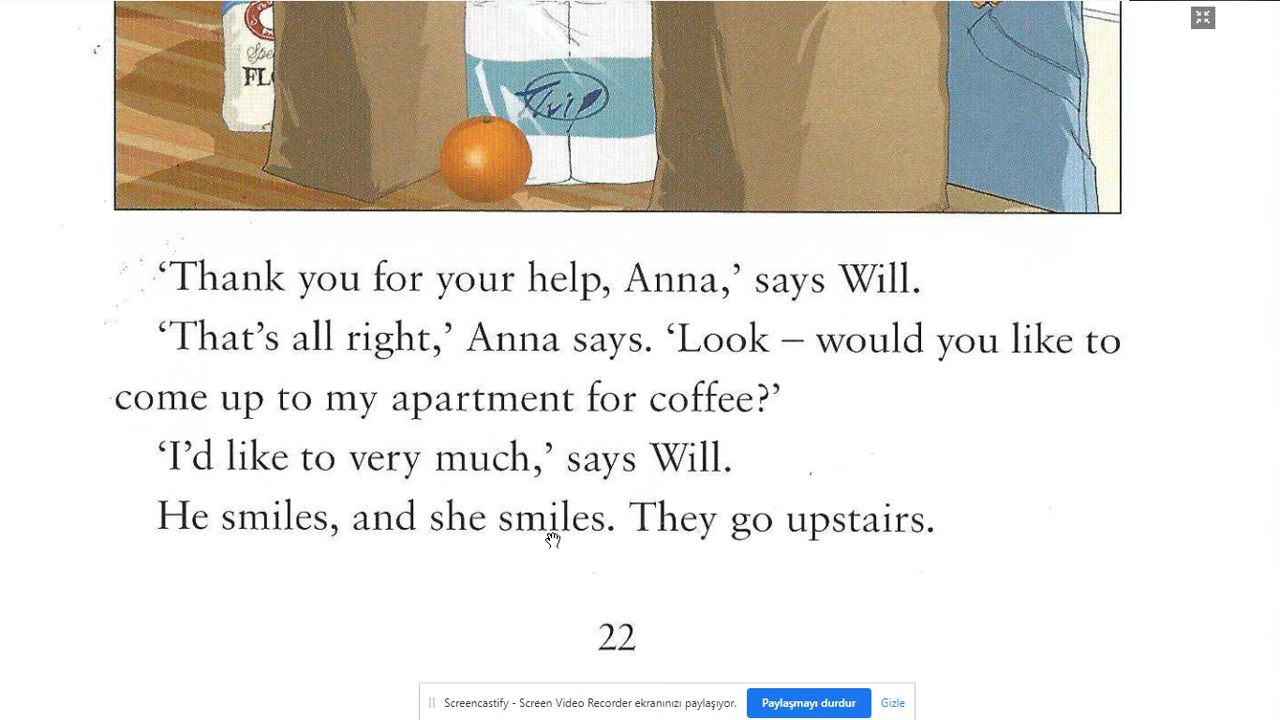 Spe
FL
‘Thank you for your help, Anna,’ says Will.
‘That’s all right,’ Anna says. ‘Look – would you like to
come up to my apartment for coffee?’
‘I’d like to very much,’ says Will.
He smiles, and she smiles. They go upstairs.
22
Screencastify - Screen Video Recorder ekranınızı paylaşıyor.
Paylaşmayı durdur
Gizle